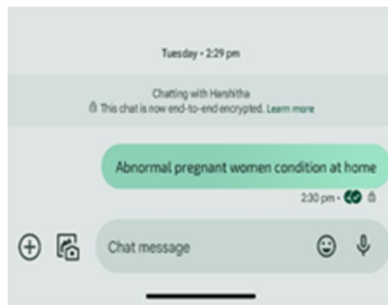 Tuesday • 2:29 pm
Chatting with Harshitha
This chat is now end-to-end encrypted. Learn more
Abnormal pregnant women condition at home
2:30 pm •
Chat message